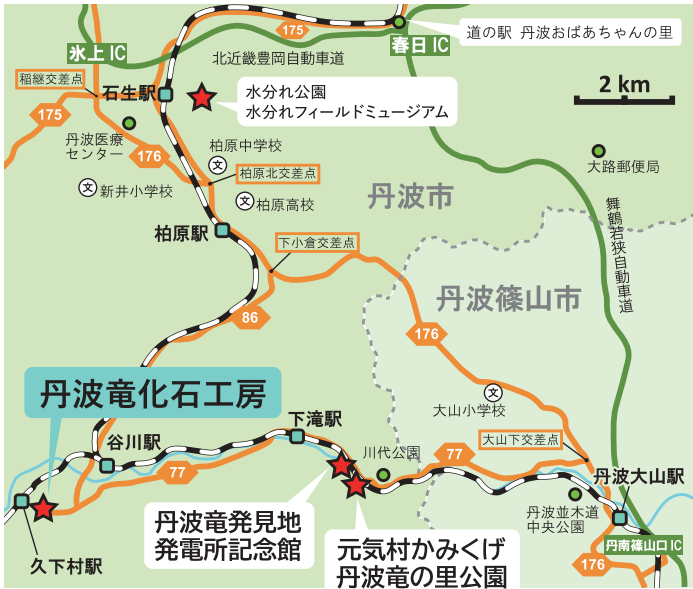 175
道の駅 丹波おばあちゃんの里
氷上IC
春日IC
北近畿豊岡自動車道
稲継交差点
石生駅
水分れ公園
水分れフィールドミュージアム
2 km
175
丹波医療
センター
176
柏原中学校
文
柏原北交差点
大路郵便局
文
新井小学校
文
柏原高校
丹波市
舞鶴若狭自動車道
柏原駅
下小倉交差点
丹波篠山市
86
176
丹波竜化石工房
文
大山小学校
下滝駅
谷川駅
川代公園
大山下交差点
77
77
丹波大山駅
丹波竜発見地
発電所記念館
丹波並木道
中央公園
元気村かみくげ
丹波竜の里公園
丹南篠山口IC
久下村駅
176